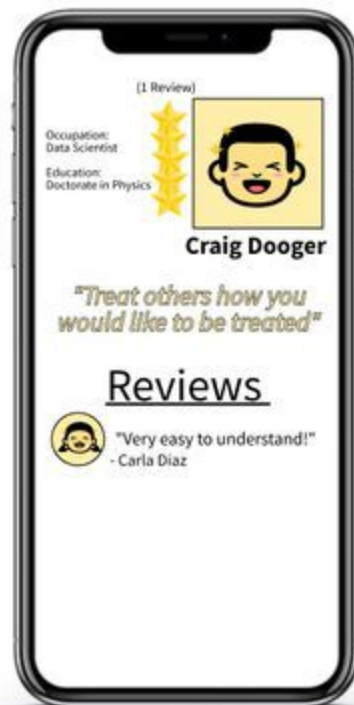 (1 Review)
Occupation:
Data Scientist
Education:
Doctorate in Physics
Craig Dooger
"Treat others how you
would like to be treated"
Reviews
"Very easy to understand!"
- Carla Diaz